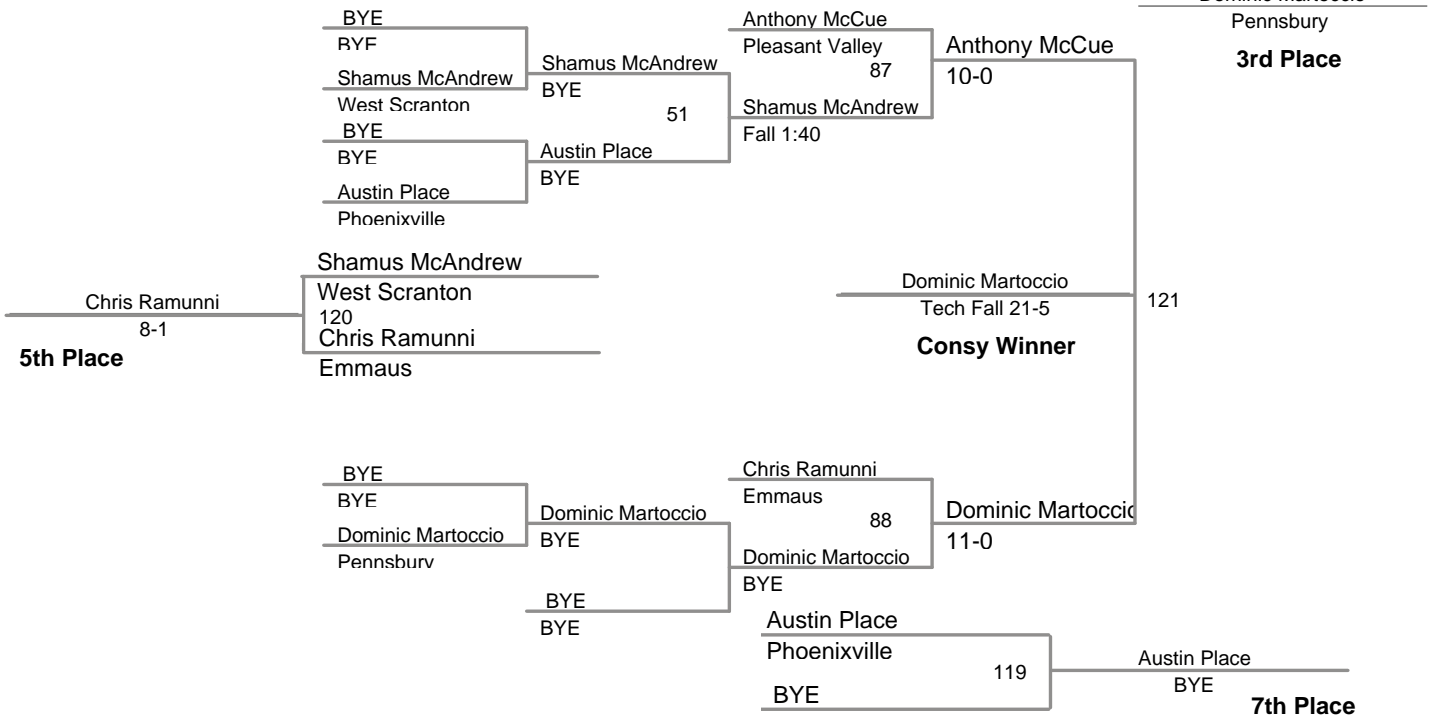 BYE
BYE
Shamus McAndrew
West Scranton
BYE
BYE
Austin Place
Phoenixville
Shamus McAndrew
BYE
51
Austin Place
BYE
Anthony McCue
Pleasant Valley
87
Shamus McAndrew
Fall 1:40
Anthony McCue
10-0
Dominic Martoccio
Pennsbury
3rd Place
Shamus McAndrew
West Scranton
120
Chris Ramunni
Emmaus
Chris Ramunni
8-1
5th Place
Dominic Martoccio
Tech Fall 21-5
Consy Winner
121
BYE
BYE
Dominic Martoccio
Pennsbury
Dominic Martoccio
BYE
BYE
BYE
Chris Ramunni
Emmaus
88
Dominic Martoccio
BYE
Dominic Martoccio
11-0
Austin Place
Phoenixville
119
BYE
Austin Place
BYE
7th Place